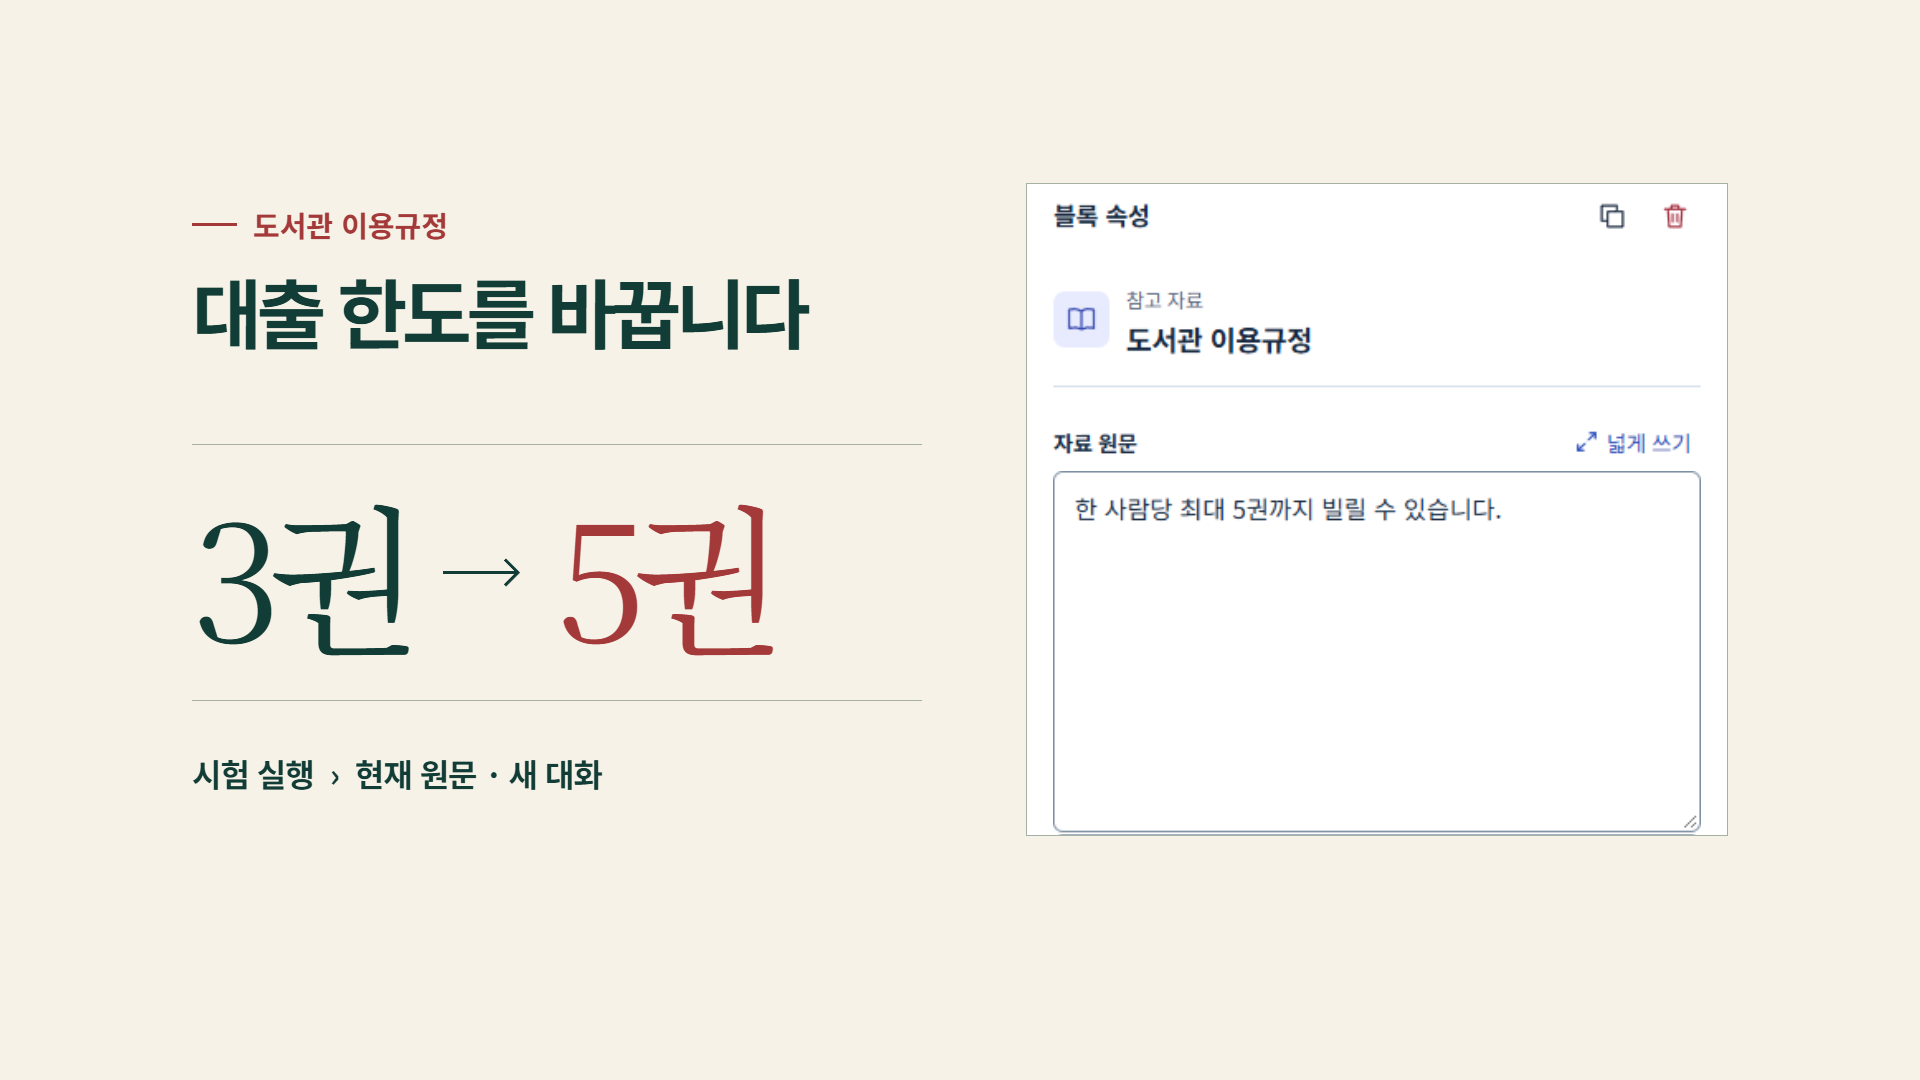 도서관 이용규정
대출 한도를 바꿉니다
3권 → 5권
시험 실행 › 현재 원문 · 새 대화
블록 속성
참고 자료
도서관 이용규정
자료 원문 넓게 쓰기
한 사람당 최대 5권까지 빌릴 수 있습니다.